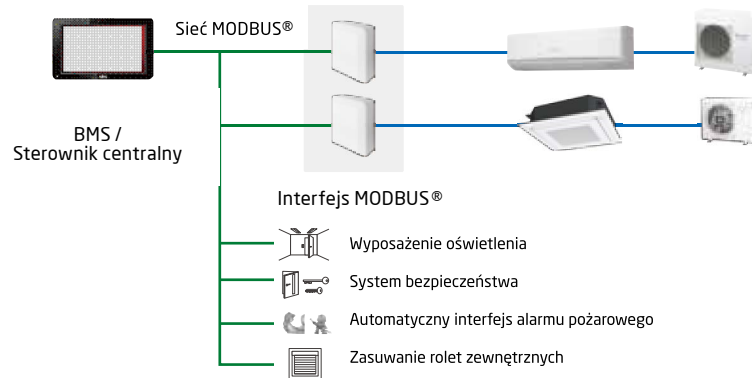 Sieć MODBUS®
BMS /
Sterownik centralny
Interfejs MODBUS®
Wyposażenie oświetlenia
System bezpieczeństwa
Automatyczny interfejs alarmu pożarowego
Zasuwanie rolet zewnętrznych